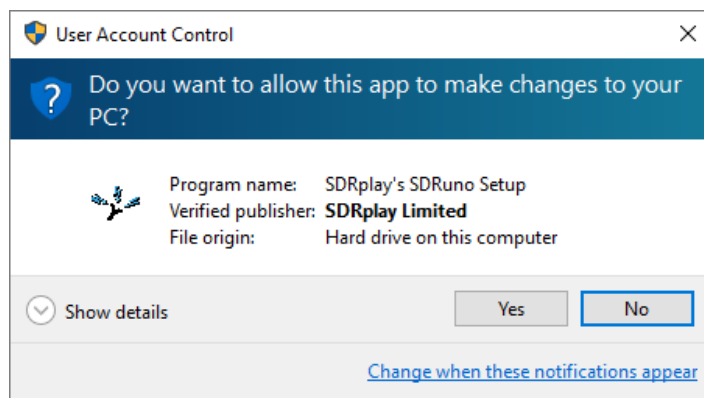 User Account Control
Do you want to allow this app to make changes to your
PC?
Program name: SDRplay's SDRuno Setup
Verified publisher: SDRplay Limited
File origin: Hard drive on this computer
Show details
Yes
No
Change when these notifications appear